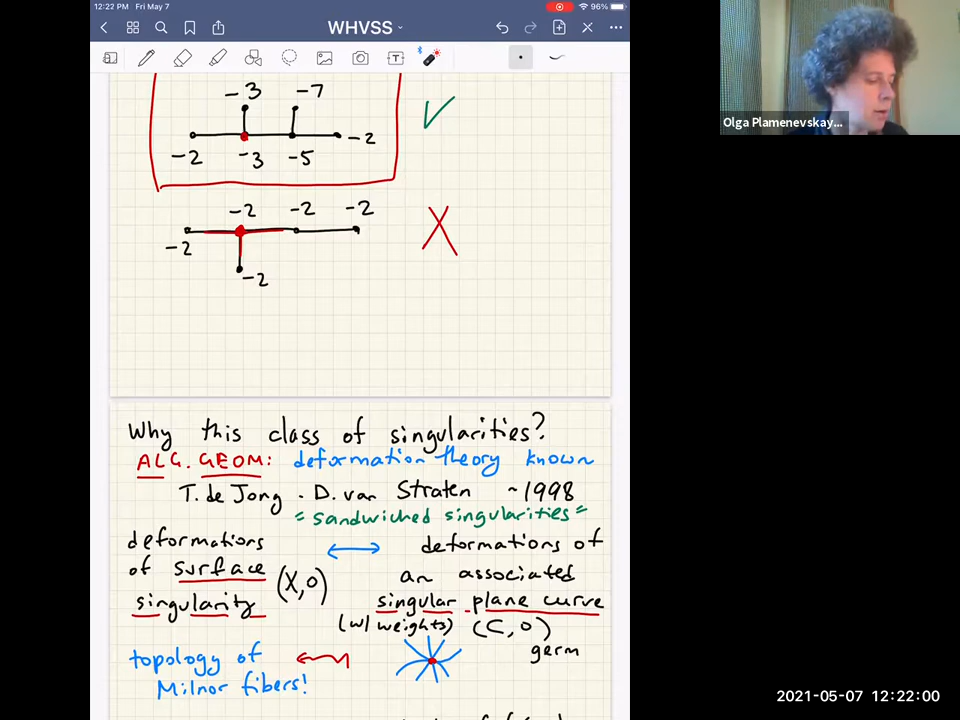 12:22 PM Fri May 7
96%
WHVSS
Olga Plamenevskay...
-3 -7
-2 -3 -5 -2
-2 -2 -2
-2
-2
Why this class of singularities?
ALG. GEOM: deformation theory known
T. de Jong - D. van Straten ~1998
"sandwiched singularities"
deformations
of surface
singularity (X,0)
deformations of
an associated
singular plane curve
(w/ weights) (C,0)
germ
topology of
Milnor fibers!
2021-05-07 12:22:00